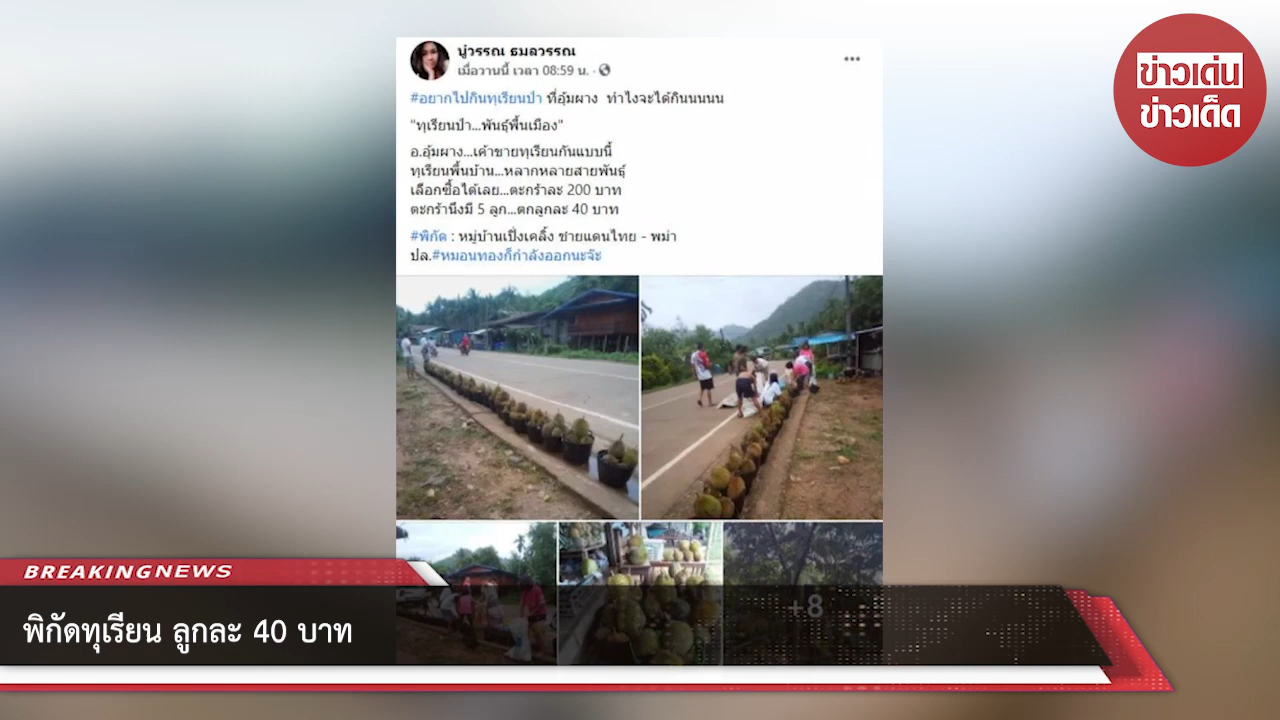 นู๋วรรณ ธมลวรรณ
เมื่อวานนี้ เวลา 08:59 น. ·
#อยากไปกินทุเรียนป่า ที่อุ้มผาง ทำไงจะได้กินนนนน
"ทุเรียนป่า...พันธุ์พื้นเมือง"
อ.อุ้มผาง...เค้าขายทุเรียนกันแบบนี้
ทุเรียนพื้นบ้าน...หลากหลายสายพันธุ์
เลือกซื้อได้เลย...ตะกร้าละ 200 บาท
ตะกร้านึงมี 5 ลูก...ตกลูกละ 40 บาท
#พิกัด : หมู่บ้านเปิ่งเคลิ้ง ชายแดนไทย - พม่า
ปล.#หมอนทองก็กำลังออกนะจ๊ะ
+8
ข่าวเด่น
ข่าวเด็ด
BREAKING NEWS
พิกัดทุเรียน ลูกละ 40 บาท